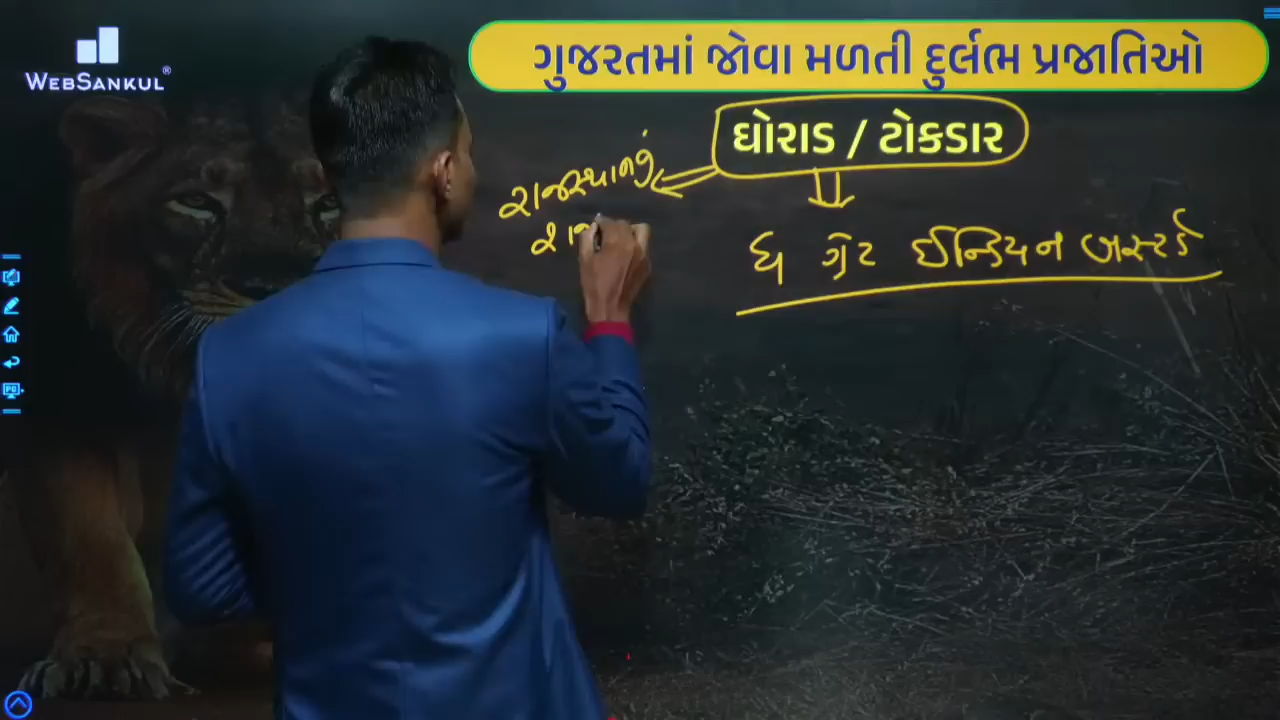 WEBSANKUL®
ગુજરતમાં જોવા મળતી દુર્લભ પ્રજાતિઓ
ઘોરાડ / ટોકડાર
રાજસ્થાનનું
રાજ
ધ ગ્રેટ ઈન્ડિયન બસ્ટર્ડ